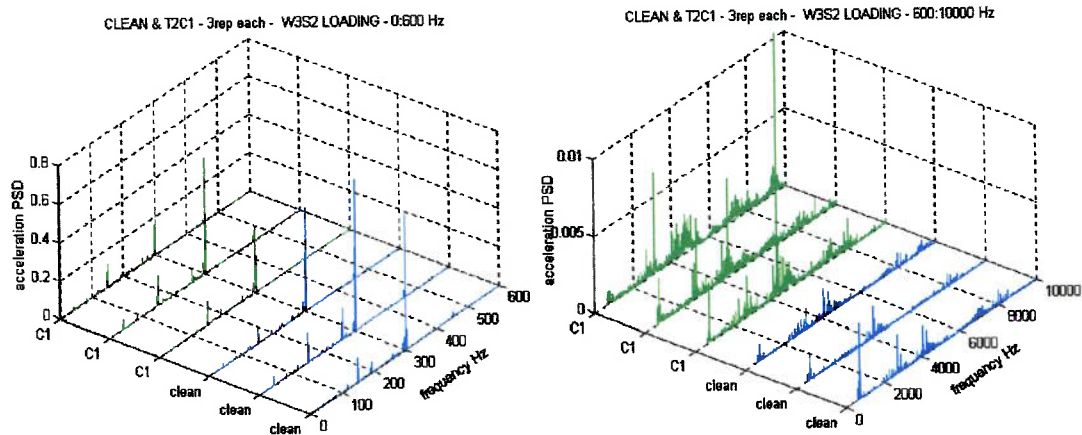 CLEAN & T2C1 - 3rep each - W3S2 LOADING - 0:600 Hz
acceleration PSD
0.8
0.6
0.4
0.2
0
C1
C1
C1
clean
clean
clean
0
100
200
300
400
500
600
frequency Hz
CLEAN & T2C1 - 3rep each - W3S2 LOADING - 600:10000 Hz
acceleration PSD
0.01
0.005
0
C1
C1
C1
clean
clean
clean
0
2000
4000
6000
8000
10000
frequency Hz